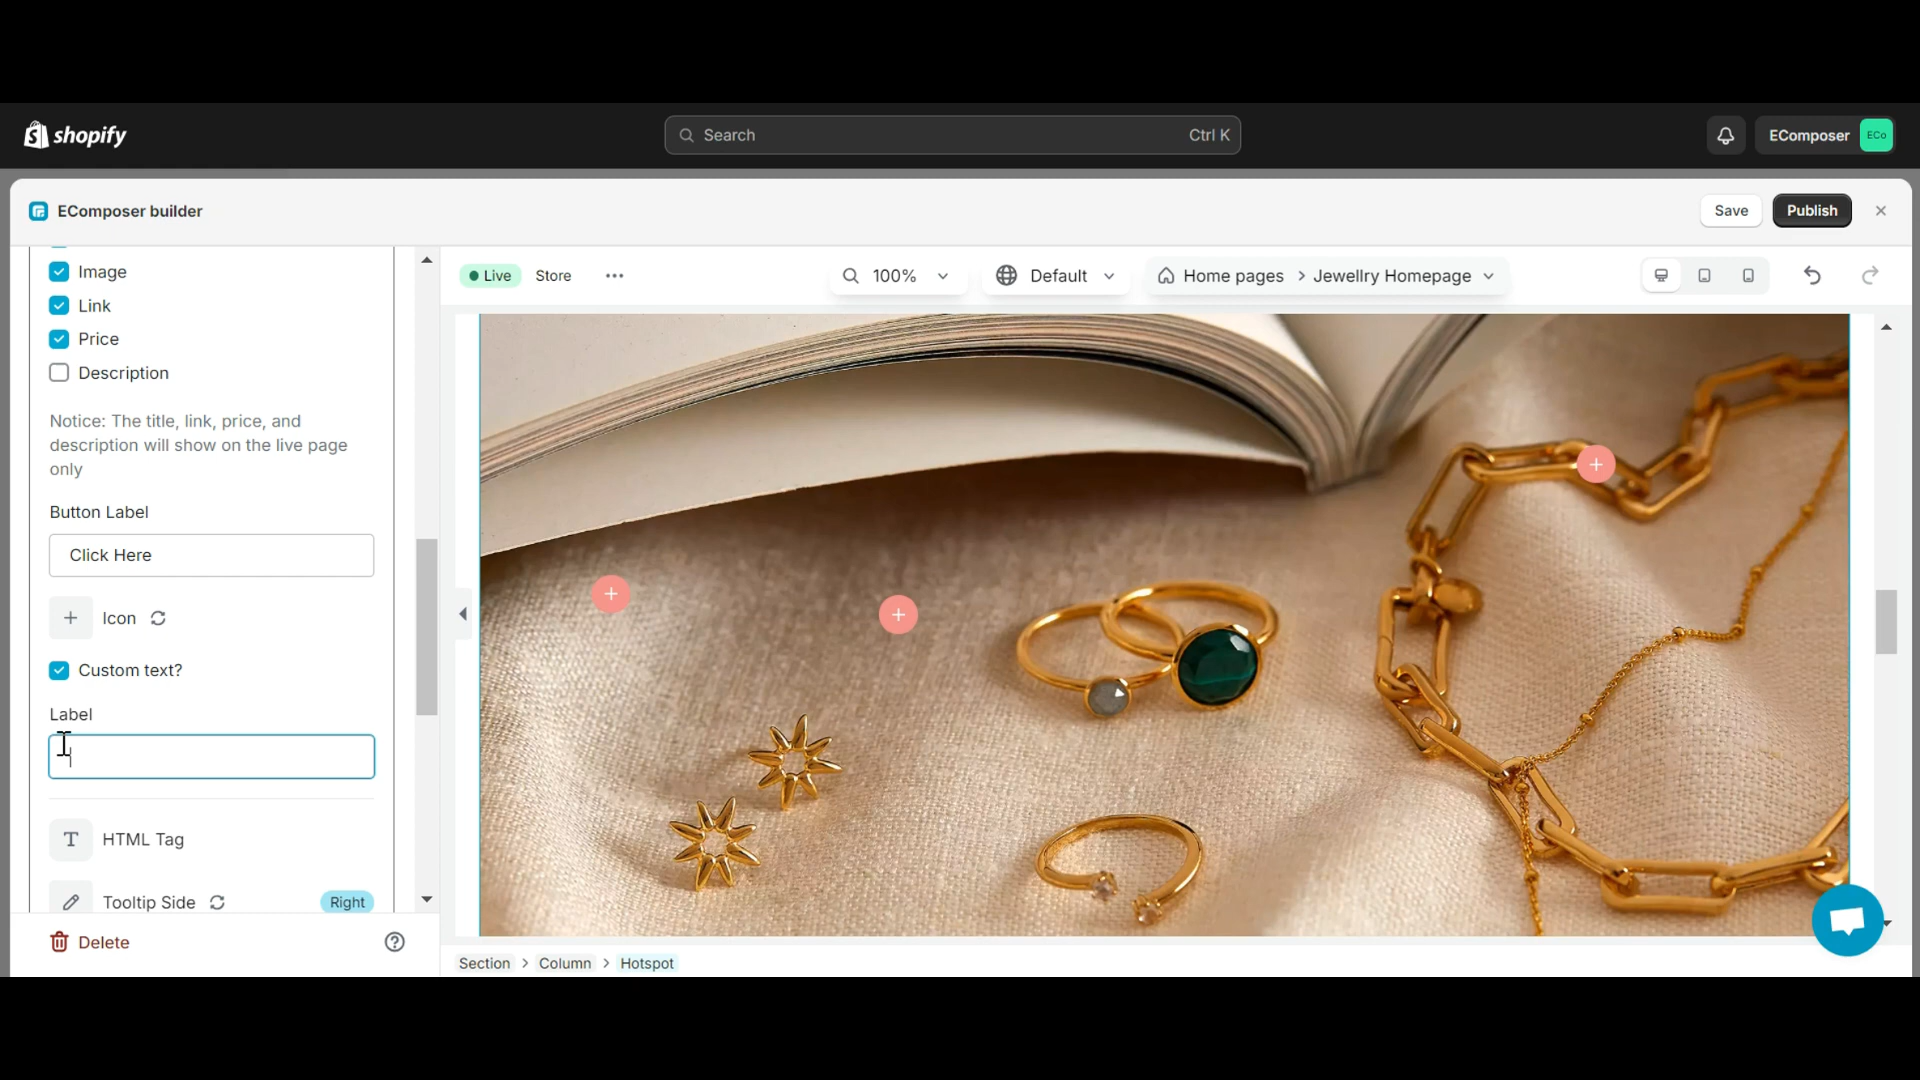 shopify
Search
Ctrl K
EComposer
ECo
EComposer builder
Save
Publish
Image
Link
Price
Description
Notice: The title, link, price, and
description will show on the live page
only
Button Label
Click Here
Icon
Custom text?
Label
T HTML Tag
Tooltip Side
Right
Delete
Live
Store
100%
Default
Home pages > Jewellry Homepage
Section > Column > Hotspot